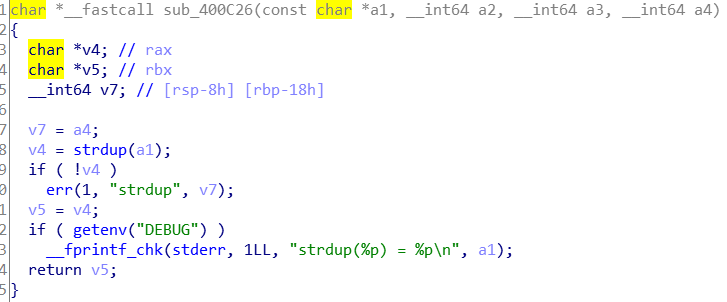 1 char *__fastcall sub_400C26(const char *a1, __int64 a2, __int64 a3, __int64 a4)
2 {
3   char *v4; // rax
4   char *v5; // rbx
5   __int64 v7; // [rsp-8h] [rbp-18h]
6
7   v7 = a4;
8   v4 = strdup(a1);
9   if ( !v4 )
0     err(1, "strdup", v7);
1   v5 = v4;
2   if ( getenv("DEBUG") )
3     __fprintf_chk(stderr, 1LL, "strdup(%p) = %p\n", a1);
4   return v5;
5 }